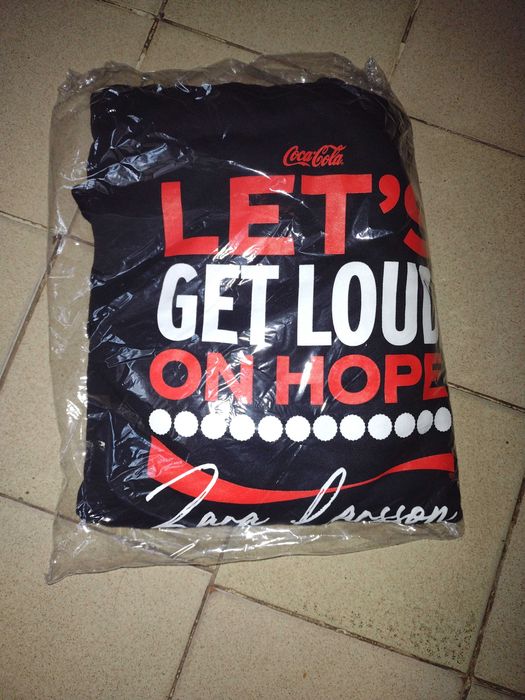 Coca-Cola
LET'S
GET LOUD
ON HOPE
Zara Larsson